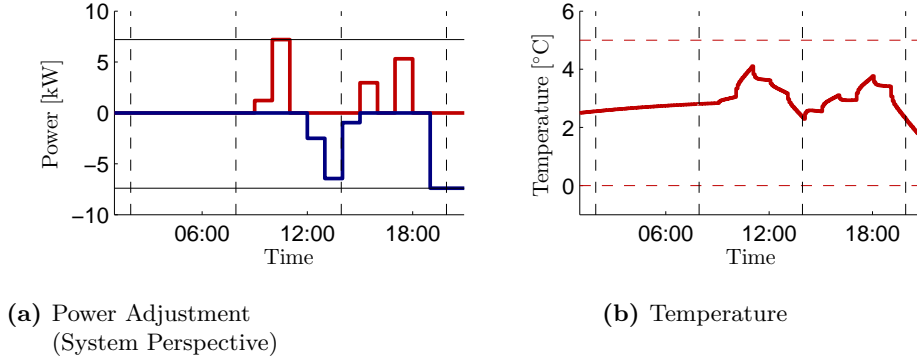 10
5
0
−5
−10
Power [kW]
06:00
12:00
18:00
Time
6
4
2
0
Temperature [°C]
06:00
12:00
18:00
Time
(a) Power Adjustment
(System Perspective)
(b) Temperature